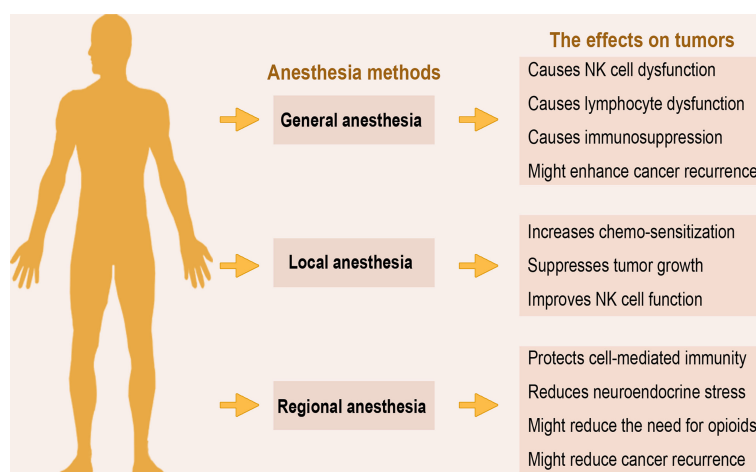 The effects on tumors
Anesthesia methods
General anesthesia
Causes NK cell dysfunction
Causes lymphocyte dysfunction
Causes immunosuppression
Might enhance cancer recurrence
Local anesthesia
Increases chemo-sensitization
Suppresses tumor growth
Improves NK cell function
Regional anesthesia
Protects cell-mediated immunity
Reduces neuroendocrine stress
Might reduce the need for opioids
Might reduce cancer recurrence